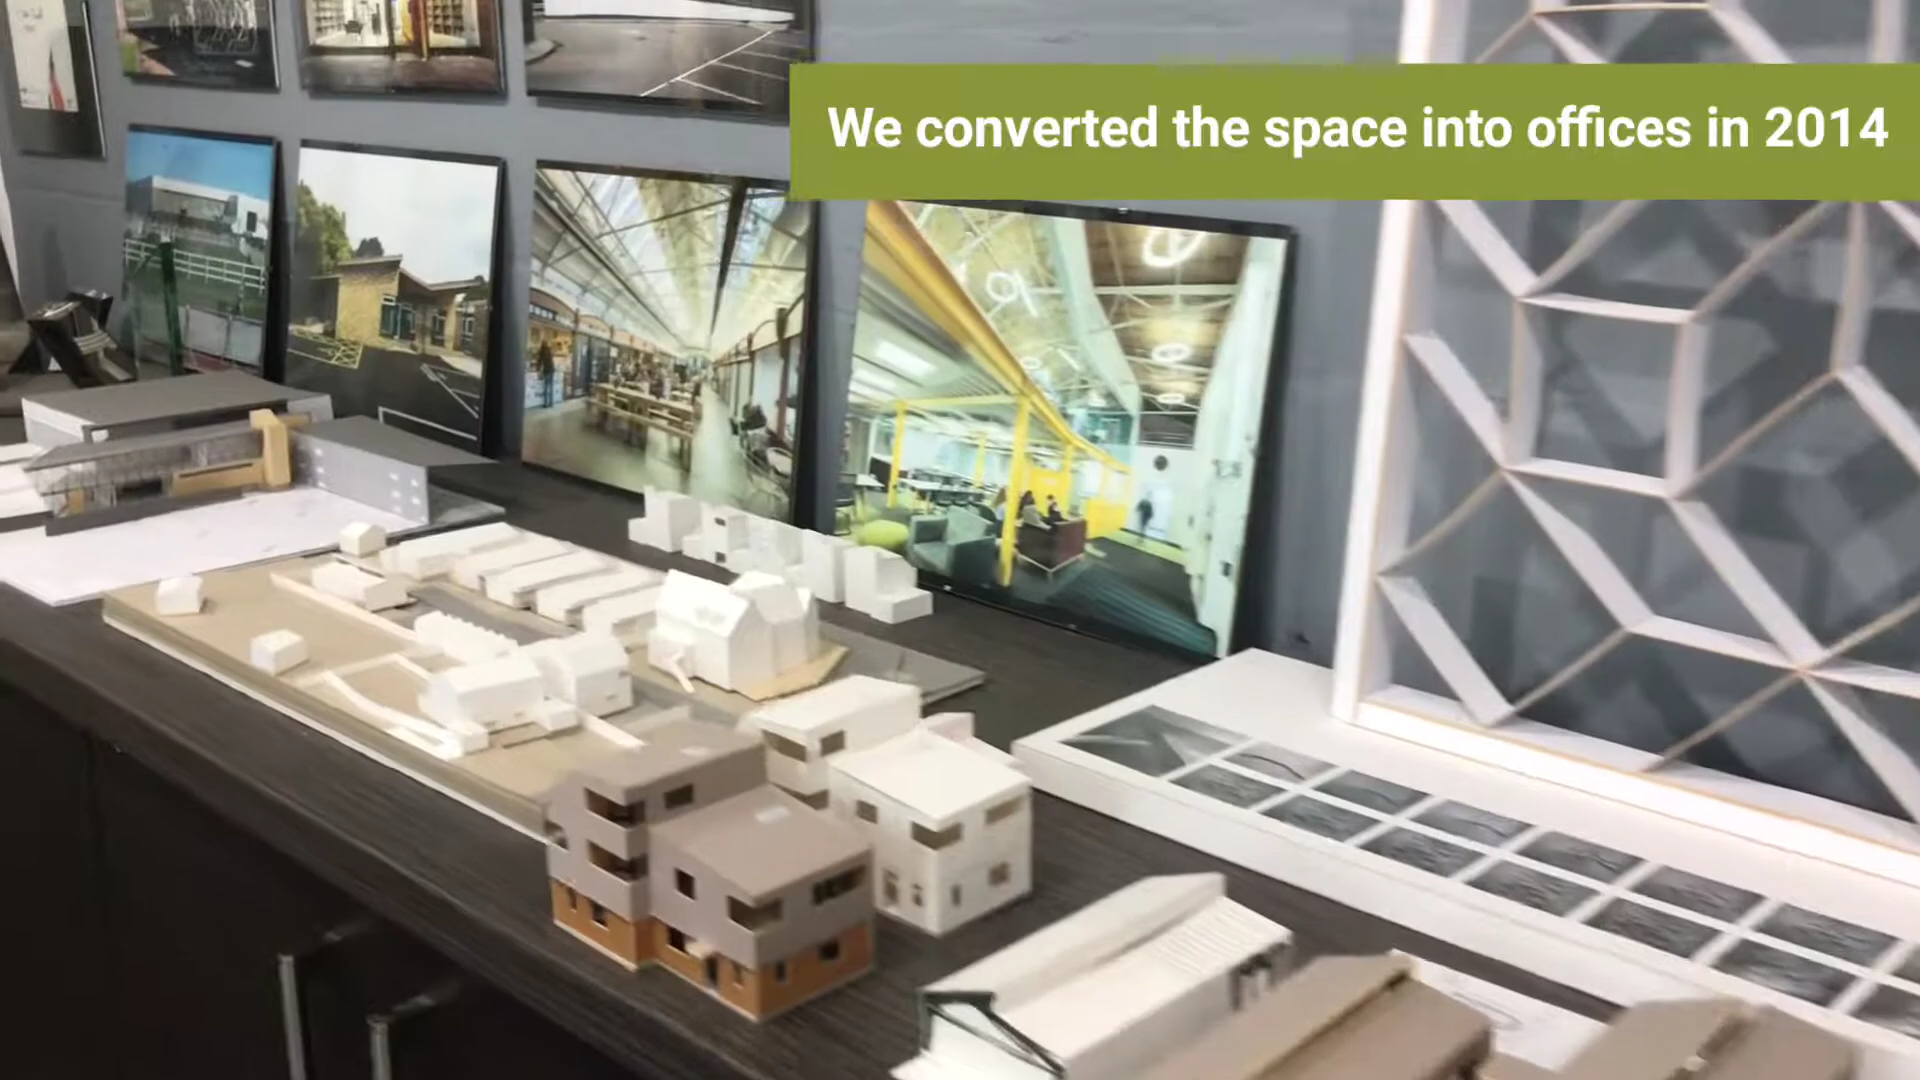 We converted the space into offices in 2014